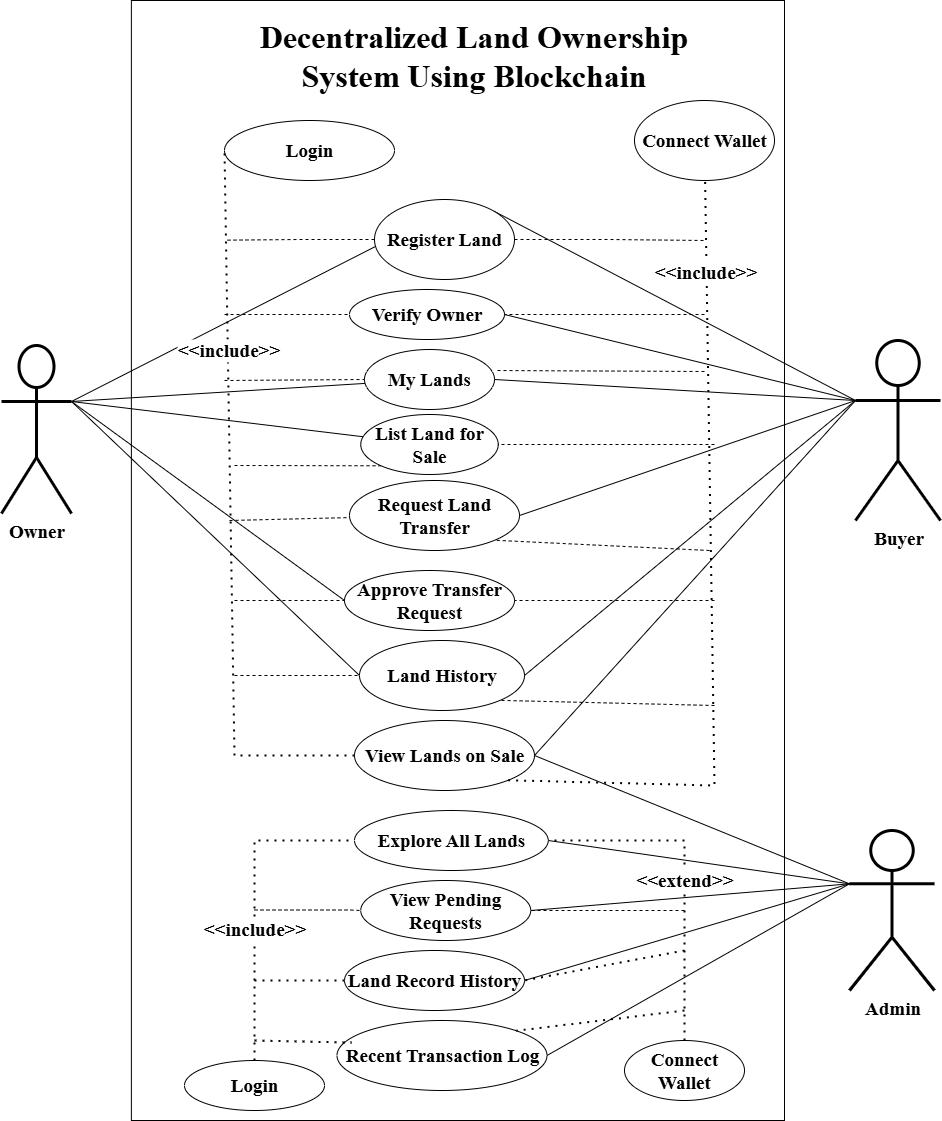 Decentralized Land Ownership
System Using Blockchain
Login
Connect Wallet
Register Land
<<include>>
Verify Owner
<<include>>
My Lands
List Land for
Sale
Request Land
Transfer
Owner
Buyer
Approve Transfer
Request
Land History
View Lands on Sale
Explore All Lands
<<extend>>
View Pending
Requests
<<include>>
Land Record History
Admin
Recent Transaction Log
Connect
Wallet
Login